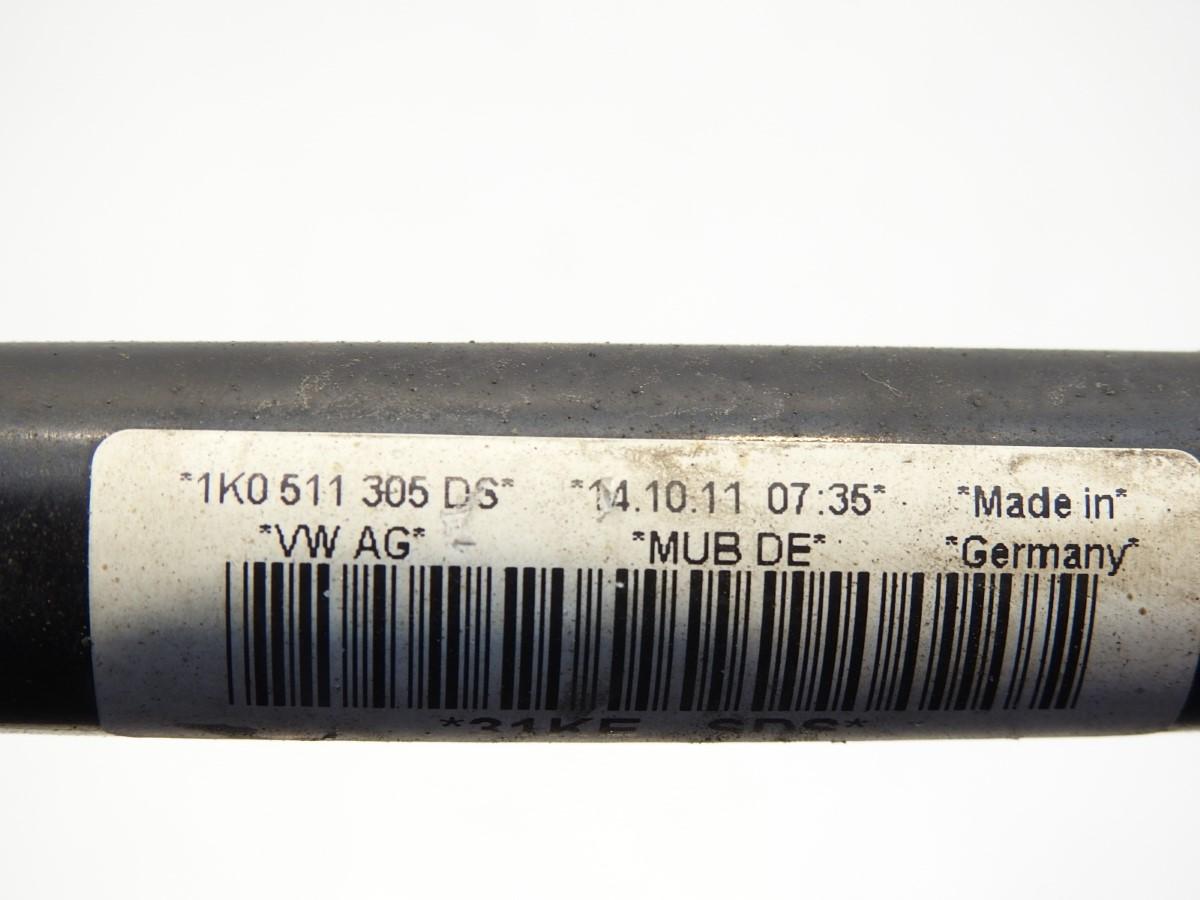 *1K0 511 305 DS* *14.10.11 07:35* *Made in*
*VW AG* *MUB DE* *Germany*